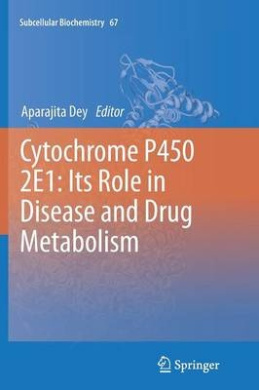 Subcellular Biochemistry 67
Aparajita Dey Editor
Cytochrome P450
2E1: Its Role in
Disease and Drug
Metabolism
Springer